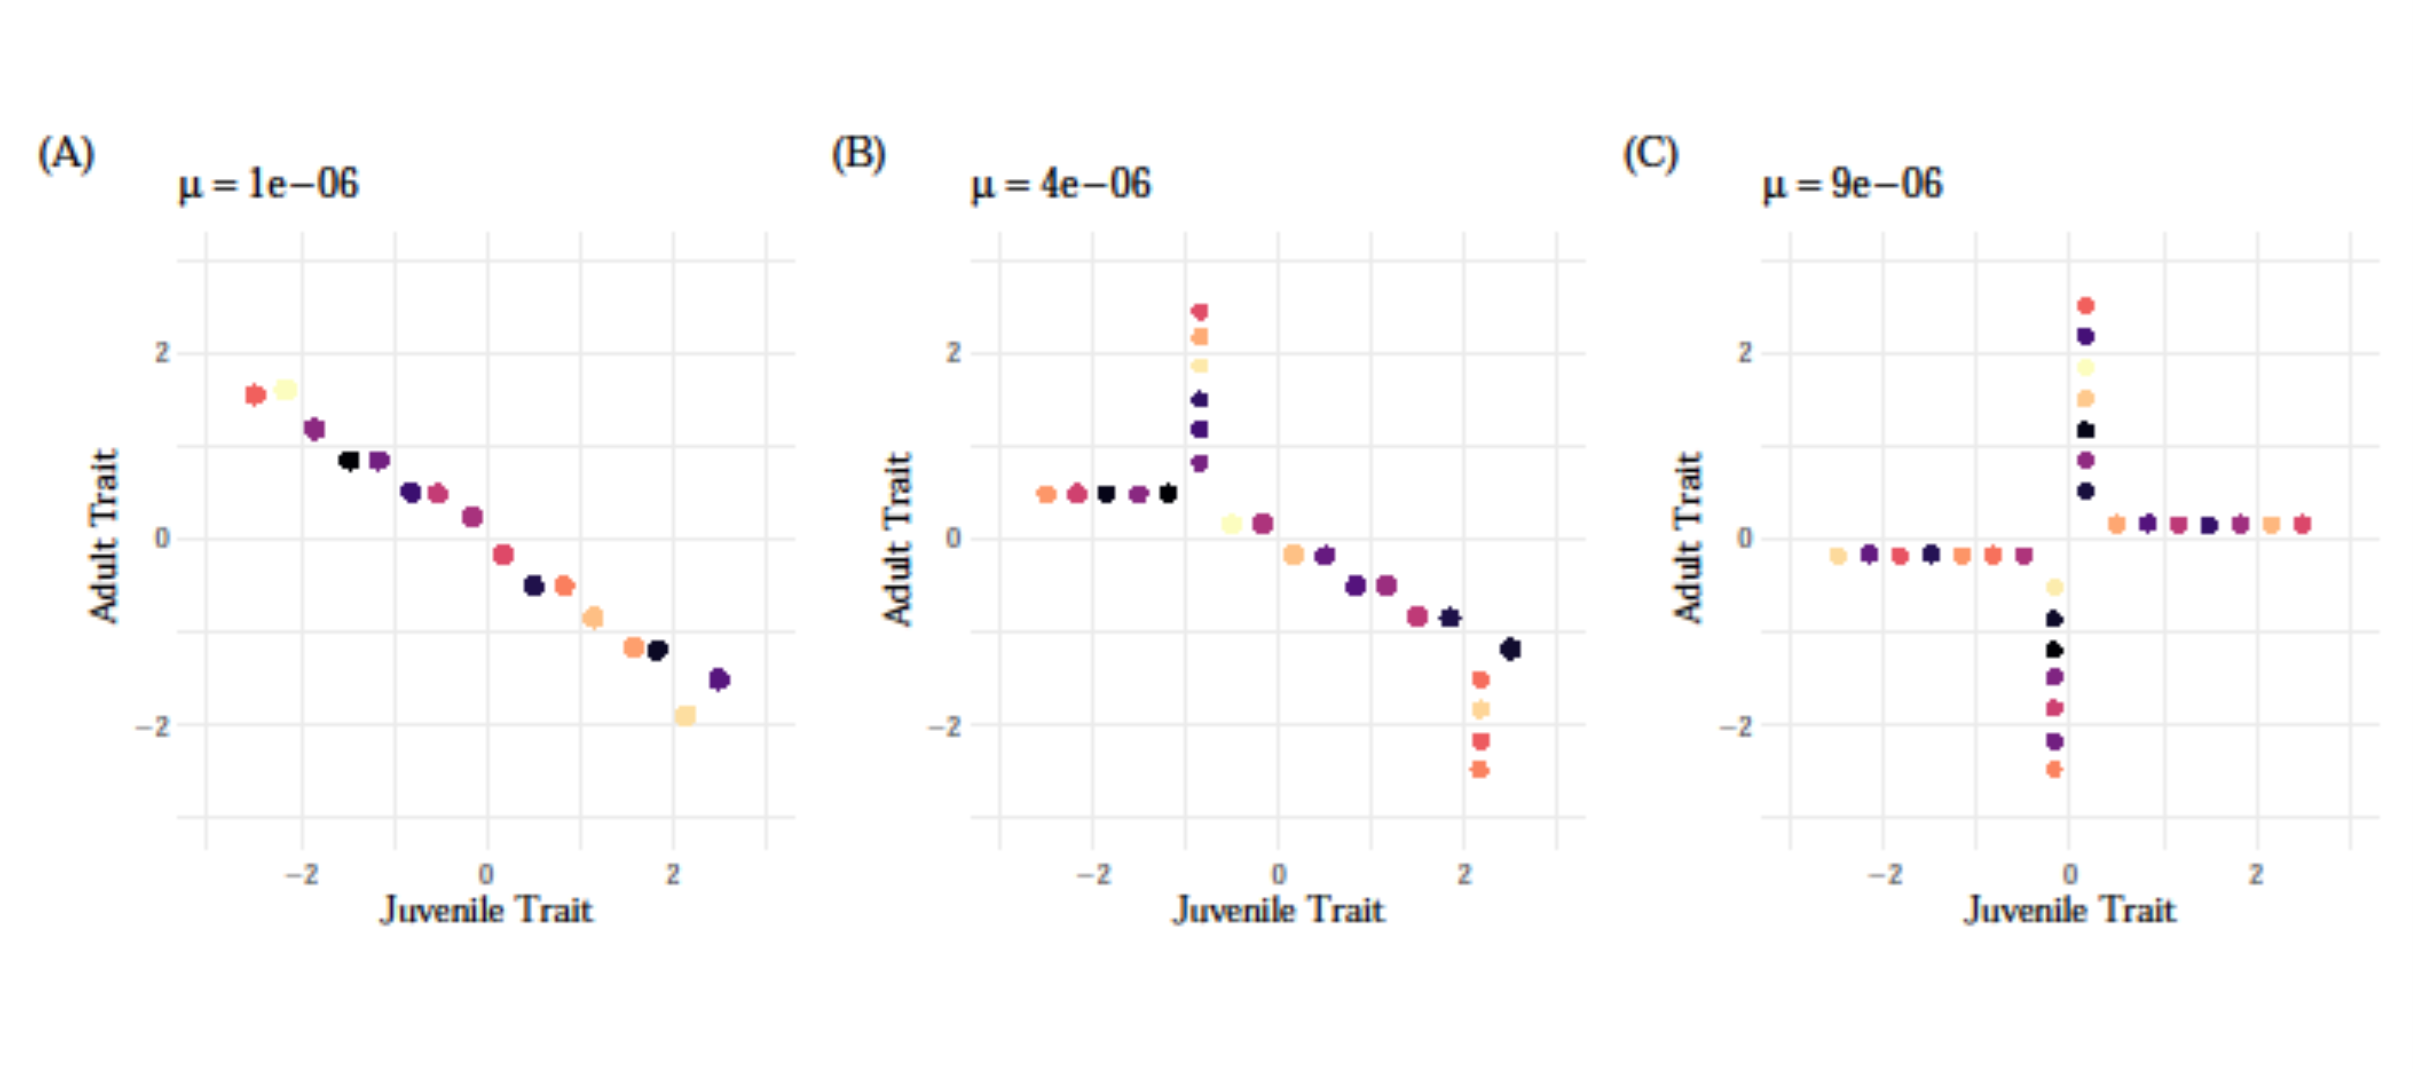 (A)
μ = 1e−06
2
0
−2
Adult Trait
−2 0 2
Juvenile Trait
(B)
μ = 4e−06
2
0
−2
Adult Trait
−2 0 2
Juvenile Trait
(C)
μ = 9e−06
2
0
−2
Adult Trait
−2 0 2
Juvenile Trait